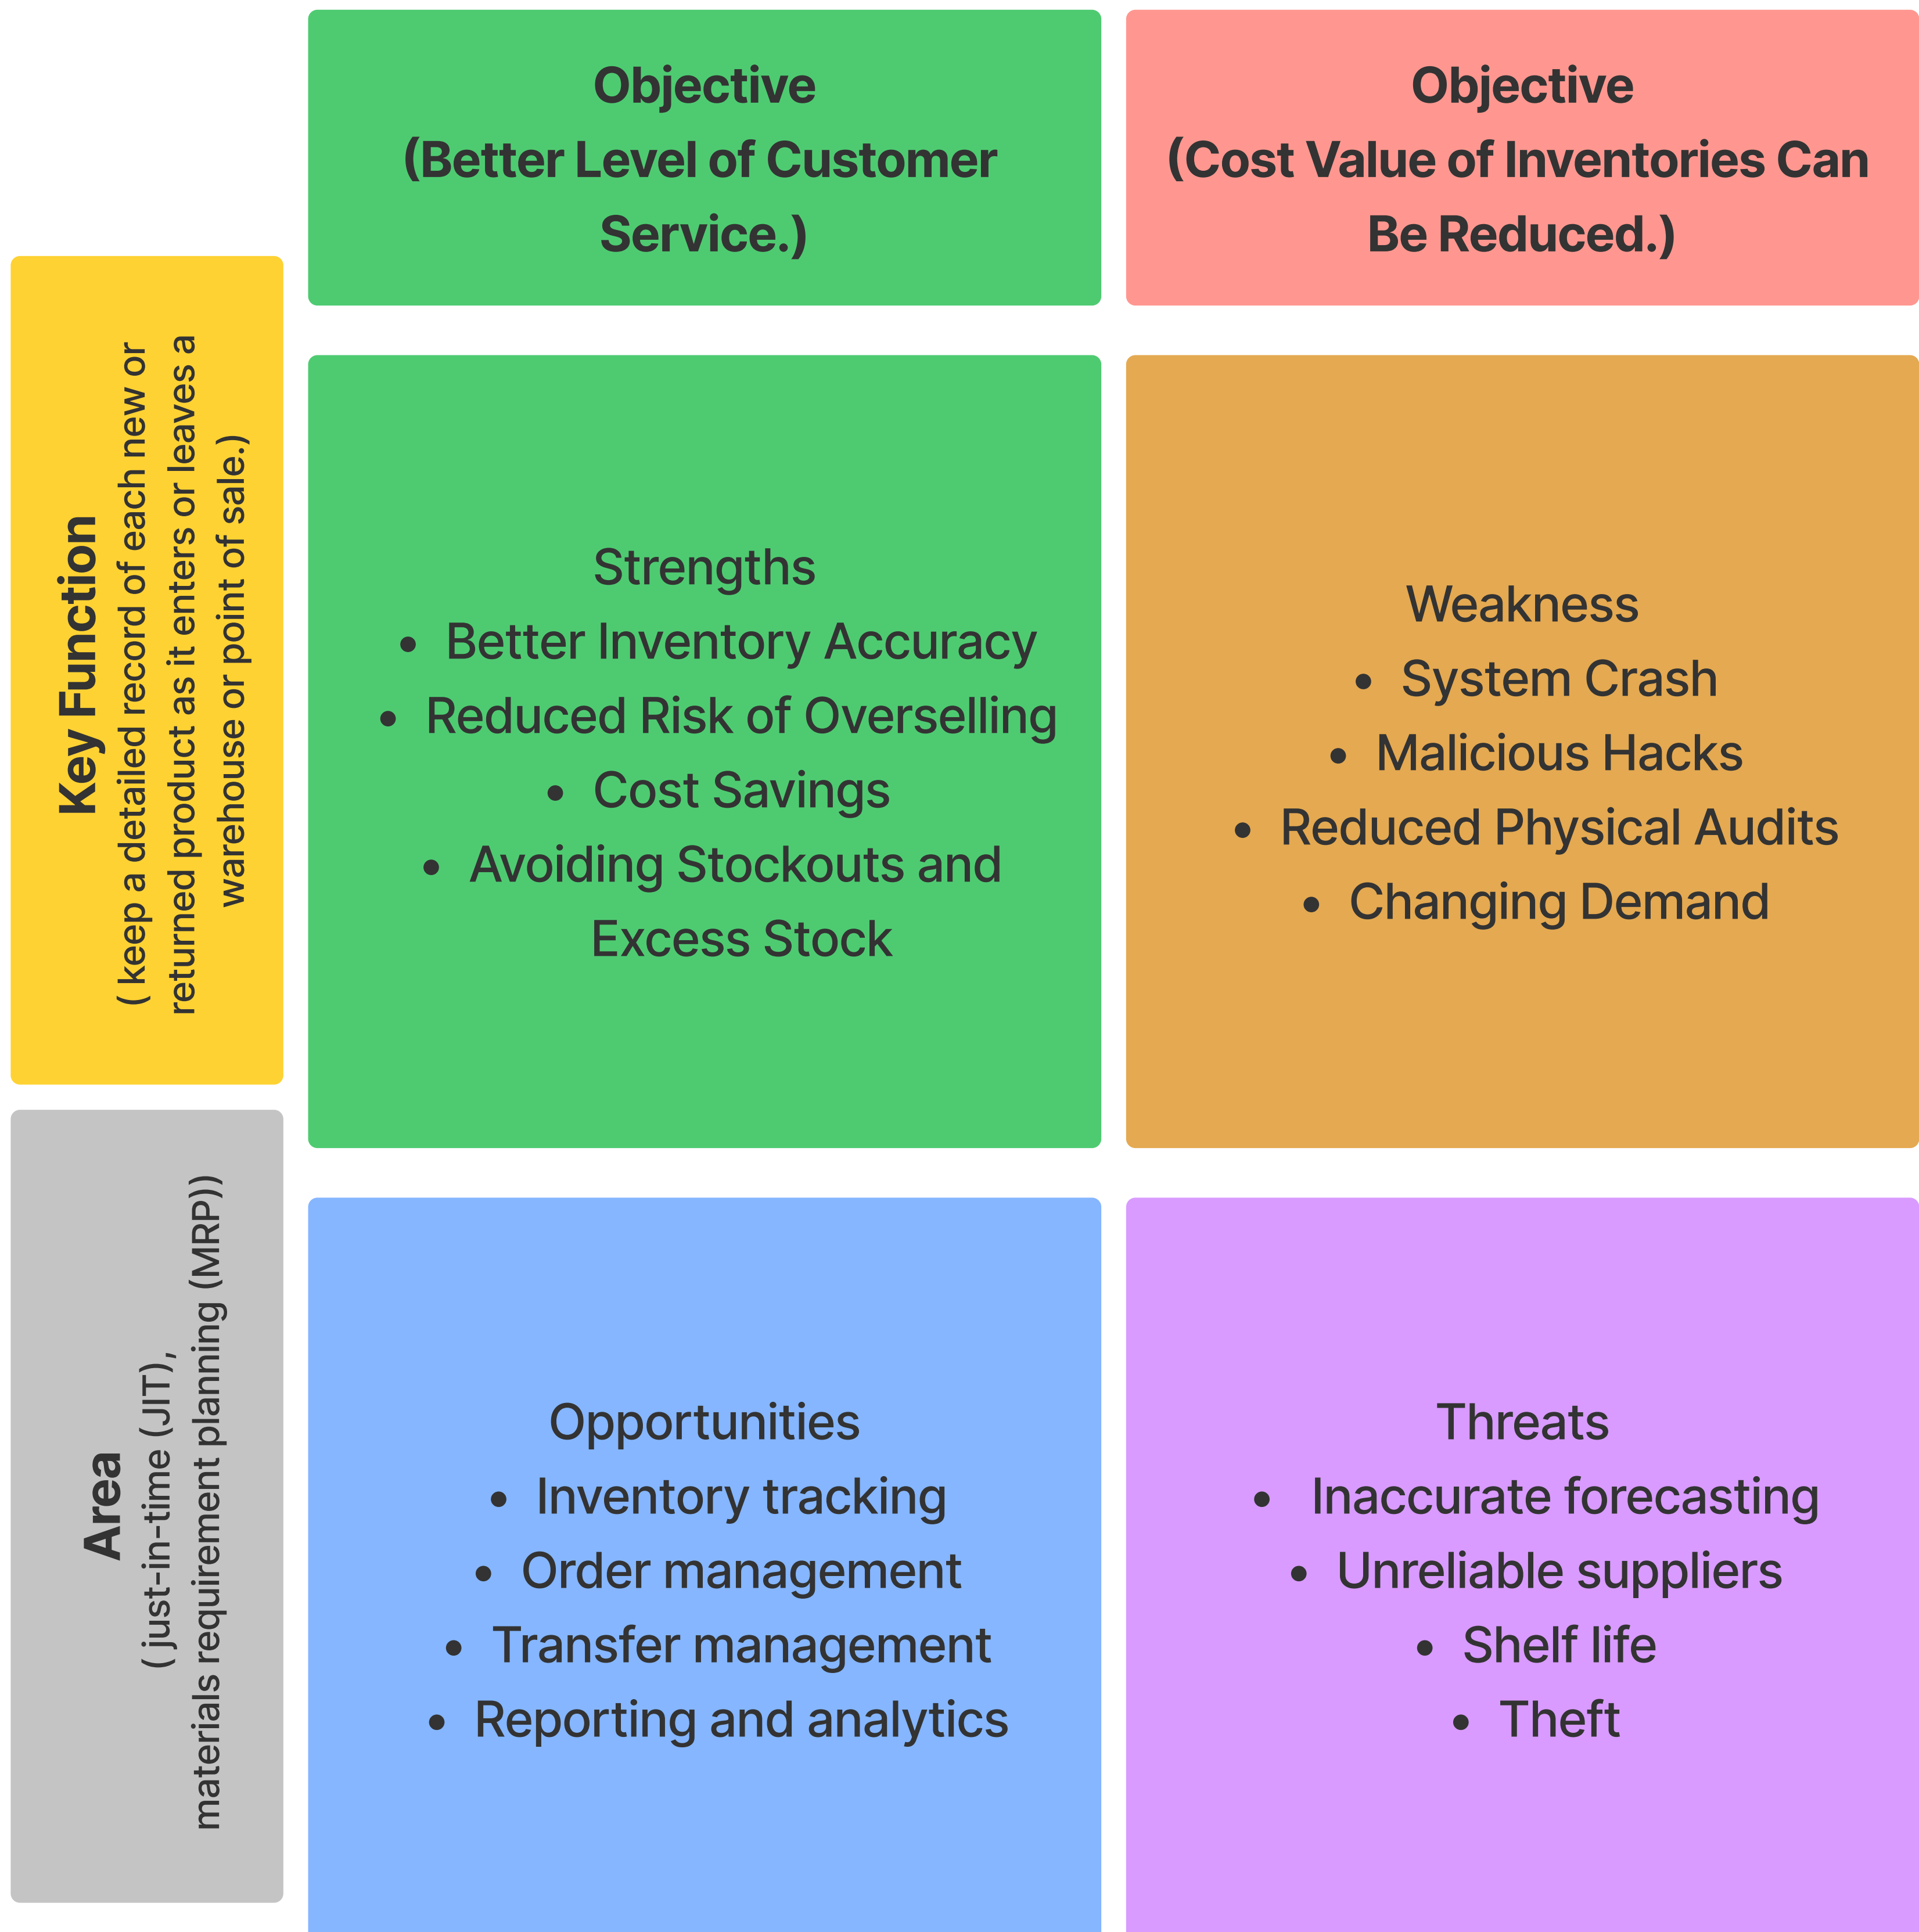 Objective
(Better Level of Customer
Service.)
Objective
(Cost Value of Inventories Can
Be Reduced.)
Key Function
( keep a detailed record of each new or
returned product as it enters or leaves a
warehouse or point of sale.)
Strengths
• Better Inventory Accuracy
• Reduced Risk of Overselling
• Cost Savings
• Avoiding Stockouts and
Excess Stock
Weakness
• System Crash
• Malicious Hacks
• Reduced Physical Audits
• Changing Demand
Area
( just-in-time (JIT),
materials requirement planning (MRP))
Opportunities
• Inventory tracking
• Order management
• Transfer management
• Reporting and analytics
Threats
• Inaccurate forecasting
• Unreliable suppliers
• Shelf life
• Theft